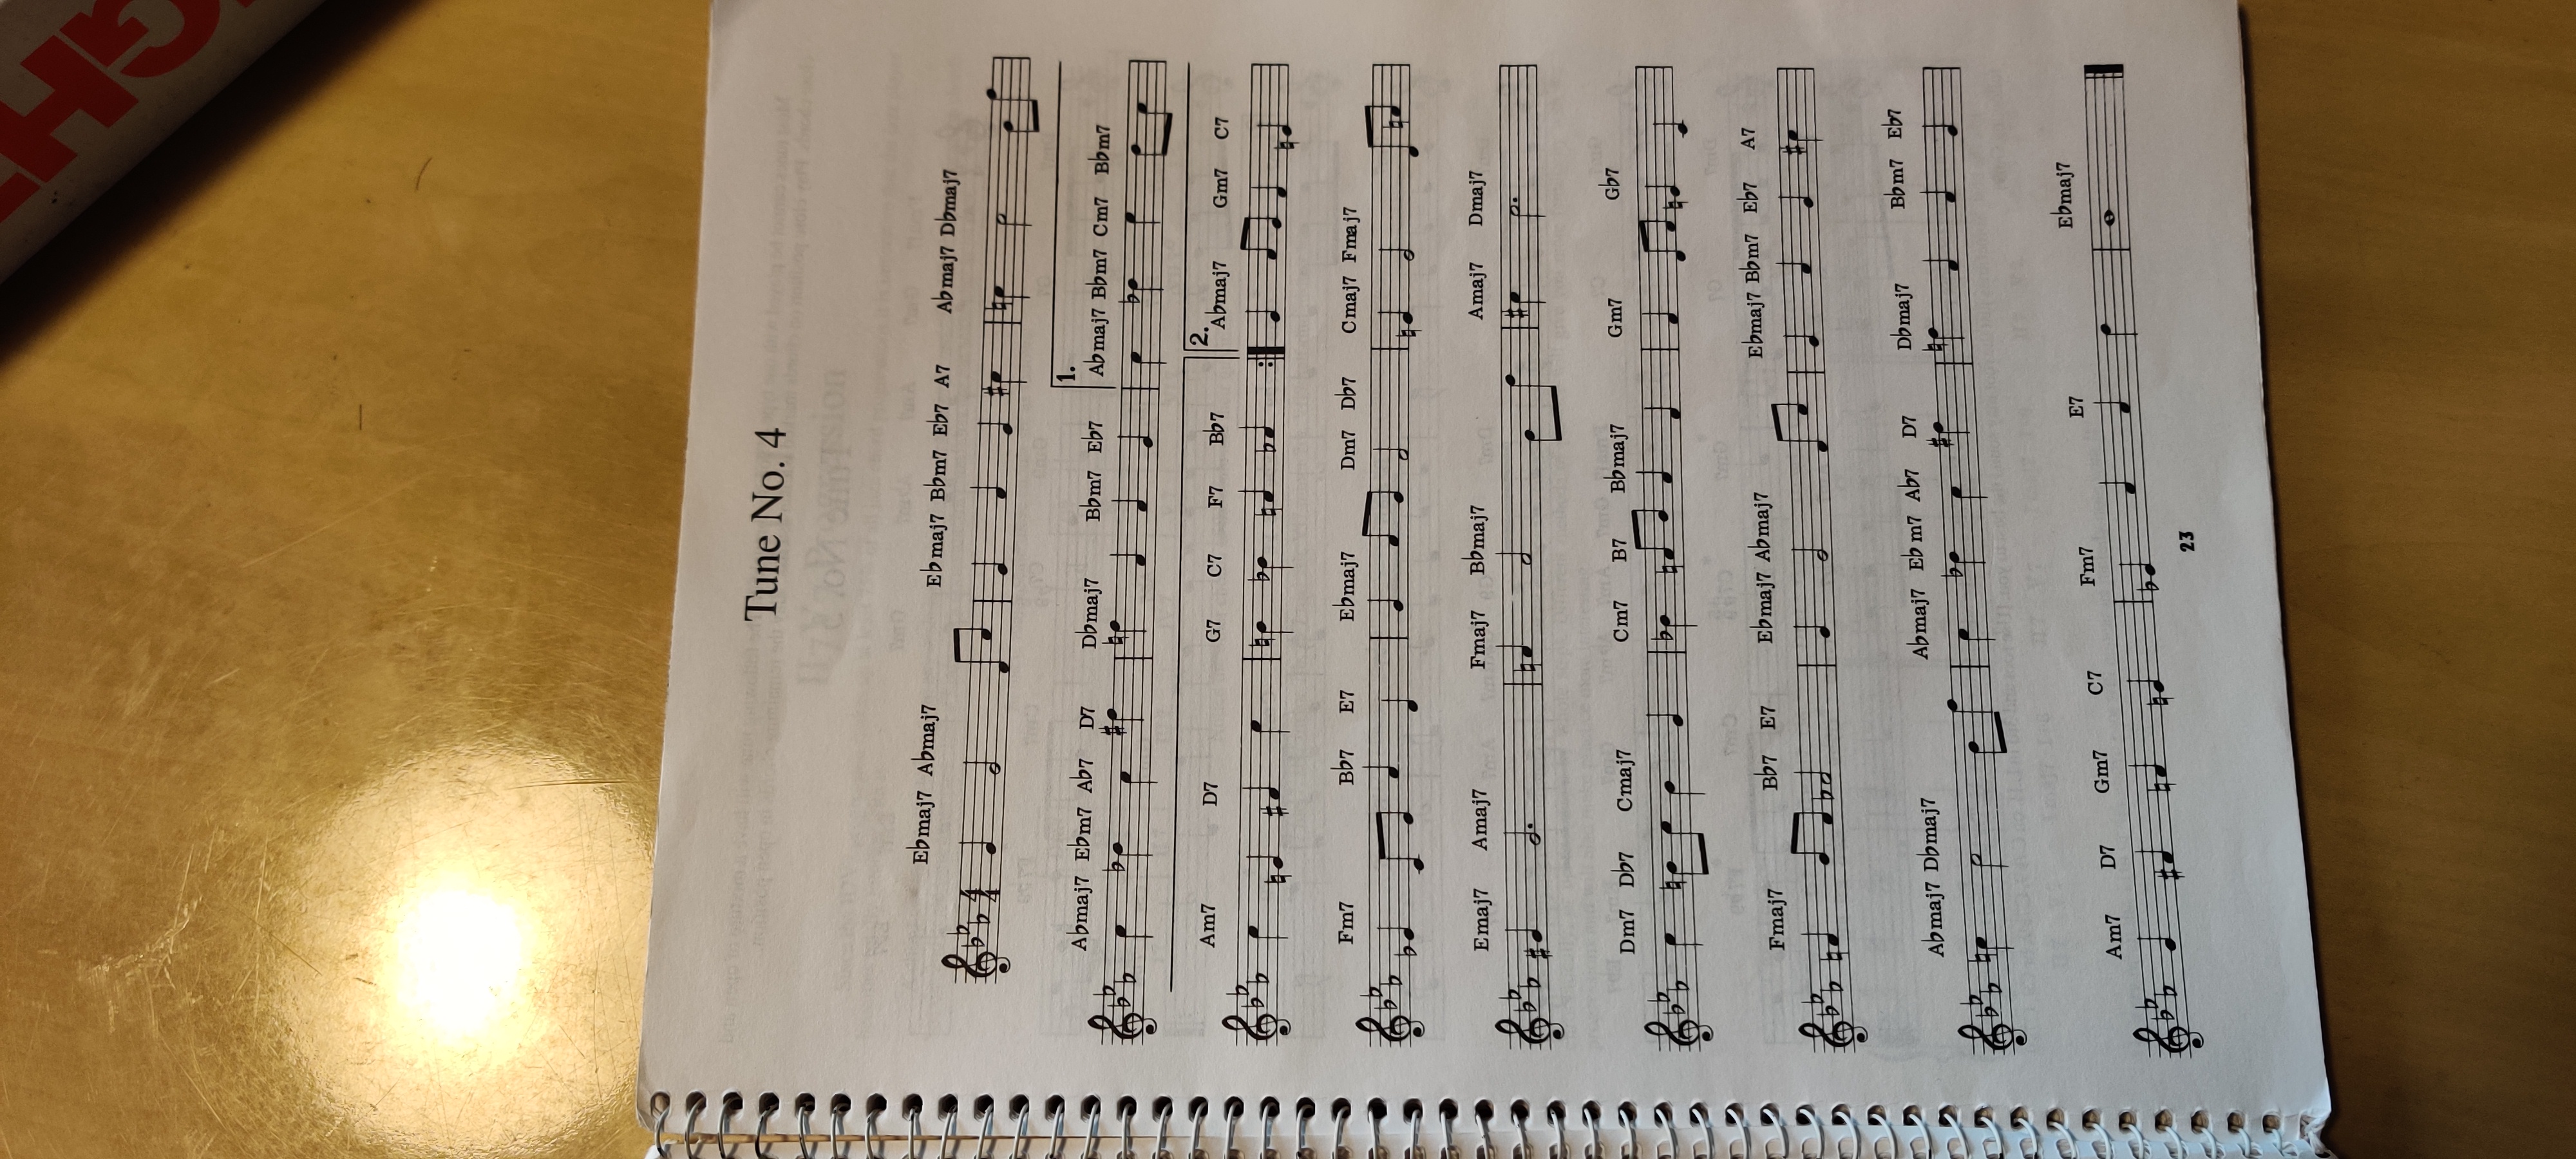 Tune No. 4
E♭maj7 A♭maj7 E♭maj7 B♭m7 E♭7 A7 A♭maj7 D♭maj7
4
4
1.
A♭maj7 E♭m7 A♭7 D7 D♭maj7 B♭m7 E♭7 A♭maj7 B♭m7 Cm7 B♭m7
2.
Am7 D7 G7 C7 F7 B♭7 A♭maj7 Gm7 C7
Fm7 B♭7 E7 E♭maj7 Dm7 D♭7 Cmaj7 Fmaj7
Emaj7 Amaj7 Fmaj7 B♭maj7 Amaj7 Dmaj7
Dm7 D♭7 Cmaj7 Cm7 B7 B♭maj7 Gm7 G♭7
Fmaj7 B♭7 E7 E♭maj7 A♭maj7 E♭maj7 B♭m7 E♭7 A7
A♭maj7 D♭maj7 A♭maj7 E♭m7 A♭7 D7 D♭maj7 B♭m7 E♭7
Am7 D7 Gm7 C7 Fm7 E7 E♭maj7
23